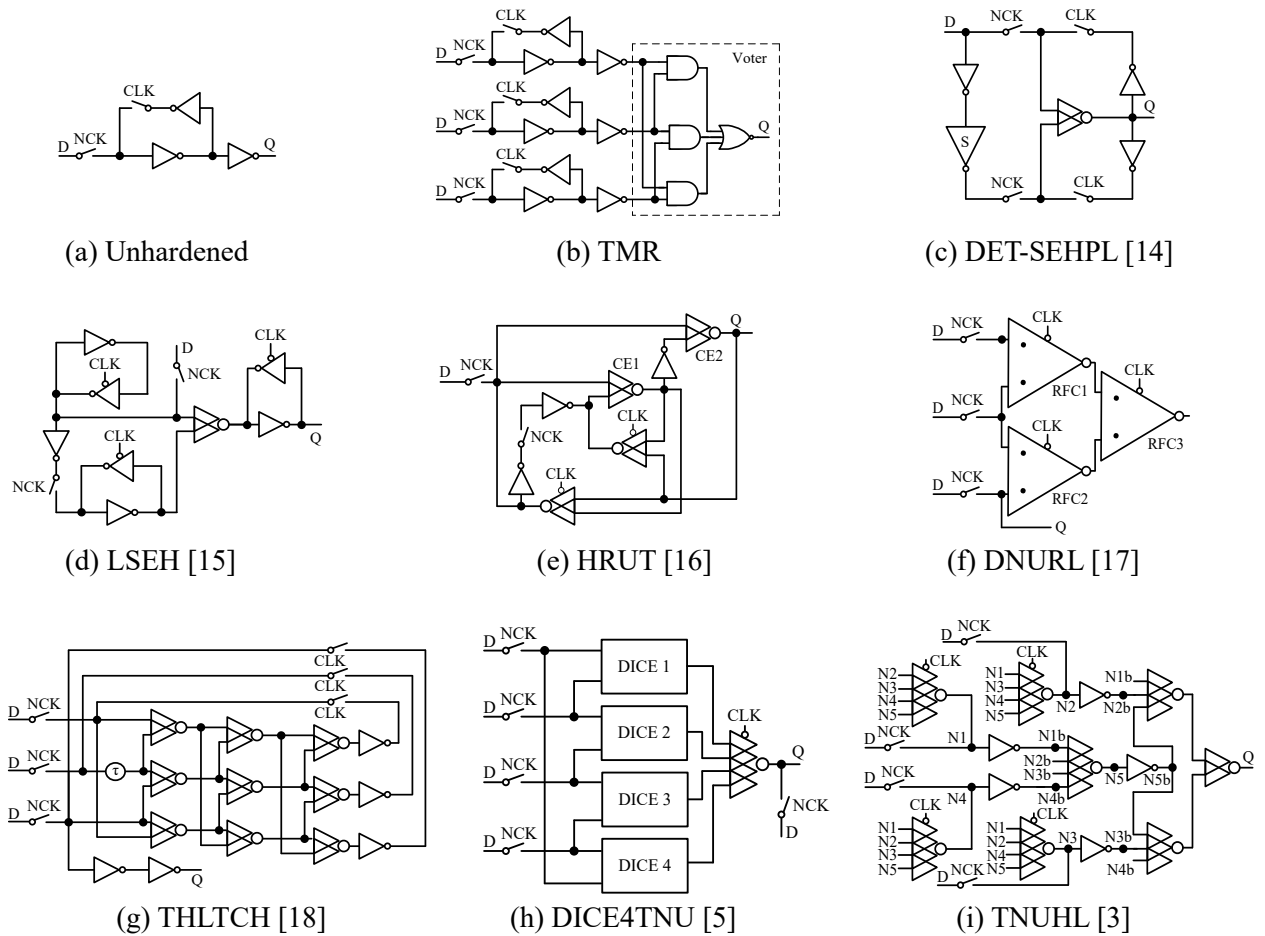 CLK
NCK
D
Q
(a) Unhardened
CLK
NCK
D
CLK
NCK
D
CLK
NCK
D
Voter
Q
(b) TMR
D
NCK
CLK
S
Q
NCK
CLK
(c) DET-SEHPL [14]
CLK
D
NCK
CLK
CLK
NCK
Q
(d) LSEH [15]
Q
CE2
NCK
D
CE1
CLK
NCK
CLK
(e) HRUT [16]
D NCK
CLK
RFC1
CLK
D NCK
CLK
RFC3
D NCK
RFC2
Q
(f) DNURL [17]
CLK
CLK
CLK
D NCK
D NCK
τ
D NCK
Q
(g) THLTCH [18]
D NCK
DICE 1
D NCK
DICE 2
CLK
Q
D NCK
DICE 3
NCK
D
D NCK
DICE 4
(h) DICE4TNU [5]
D NCK
CLK
N2
N3
N4
N5
CLK
N1
N3
N4
N5
N2
N2b
N1b
D NCK
N1
N1b
N2b
N3b
N4b
N5
N5b
Q
D NCK
N4
CLK
N1
N2
N3
N5
CLK
N1
N2
N4
N5
N3
N3b
N4b
D NCK
(i) TNUHL [3]